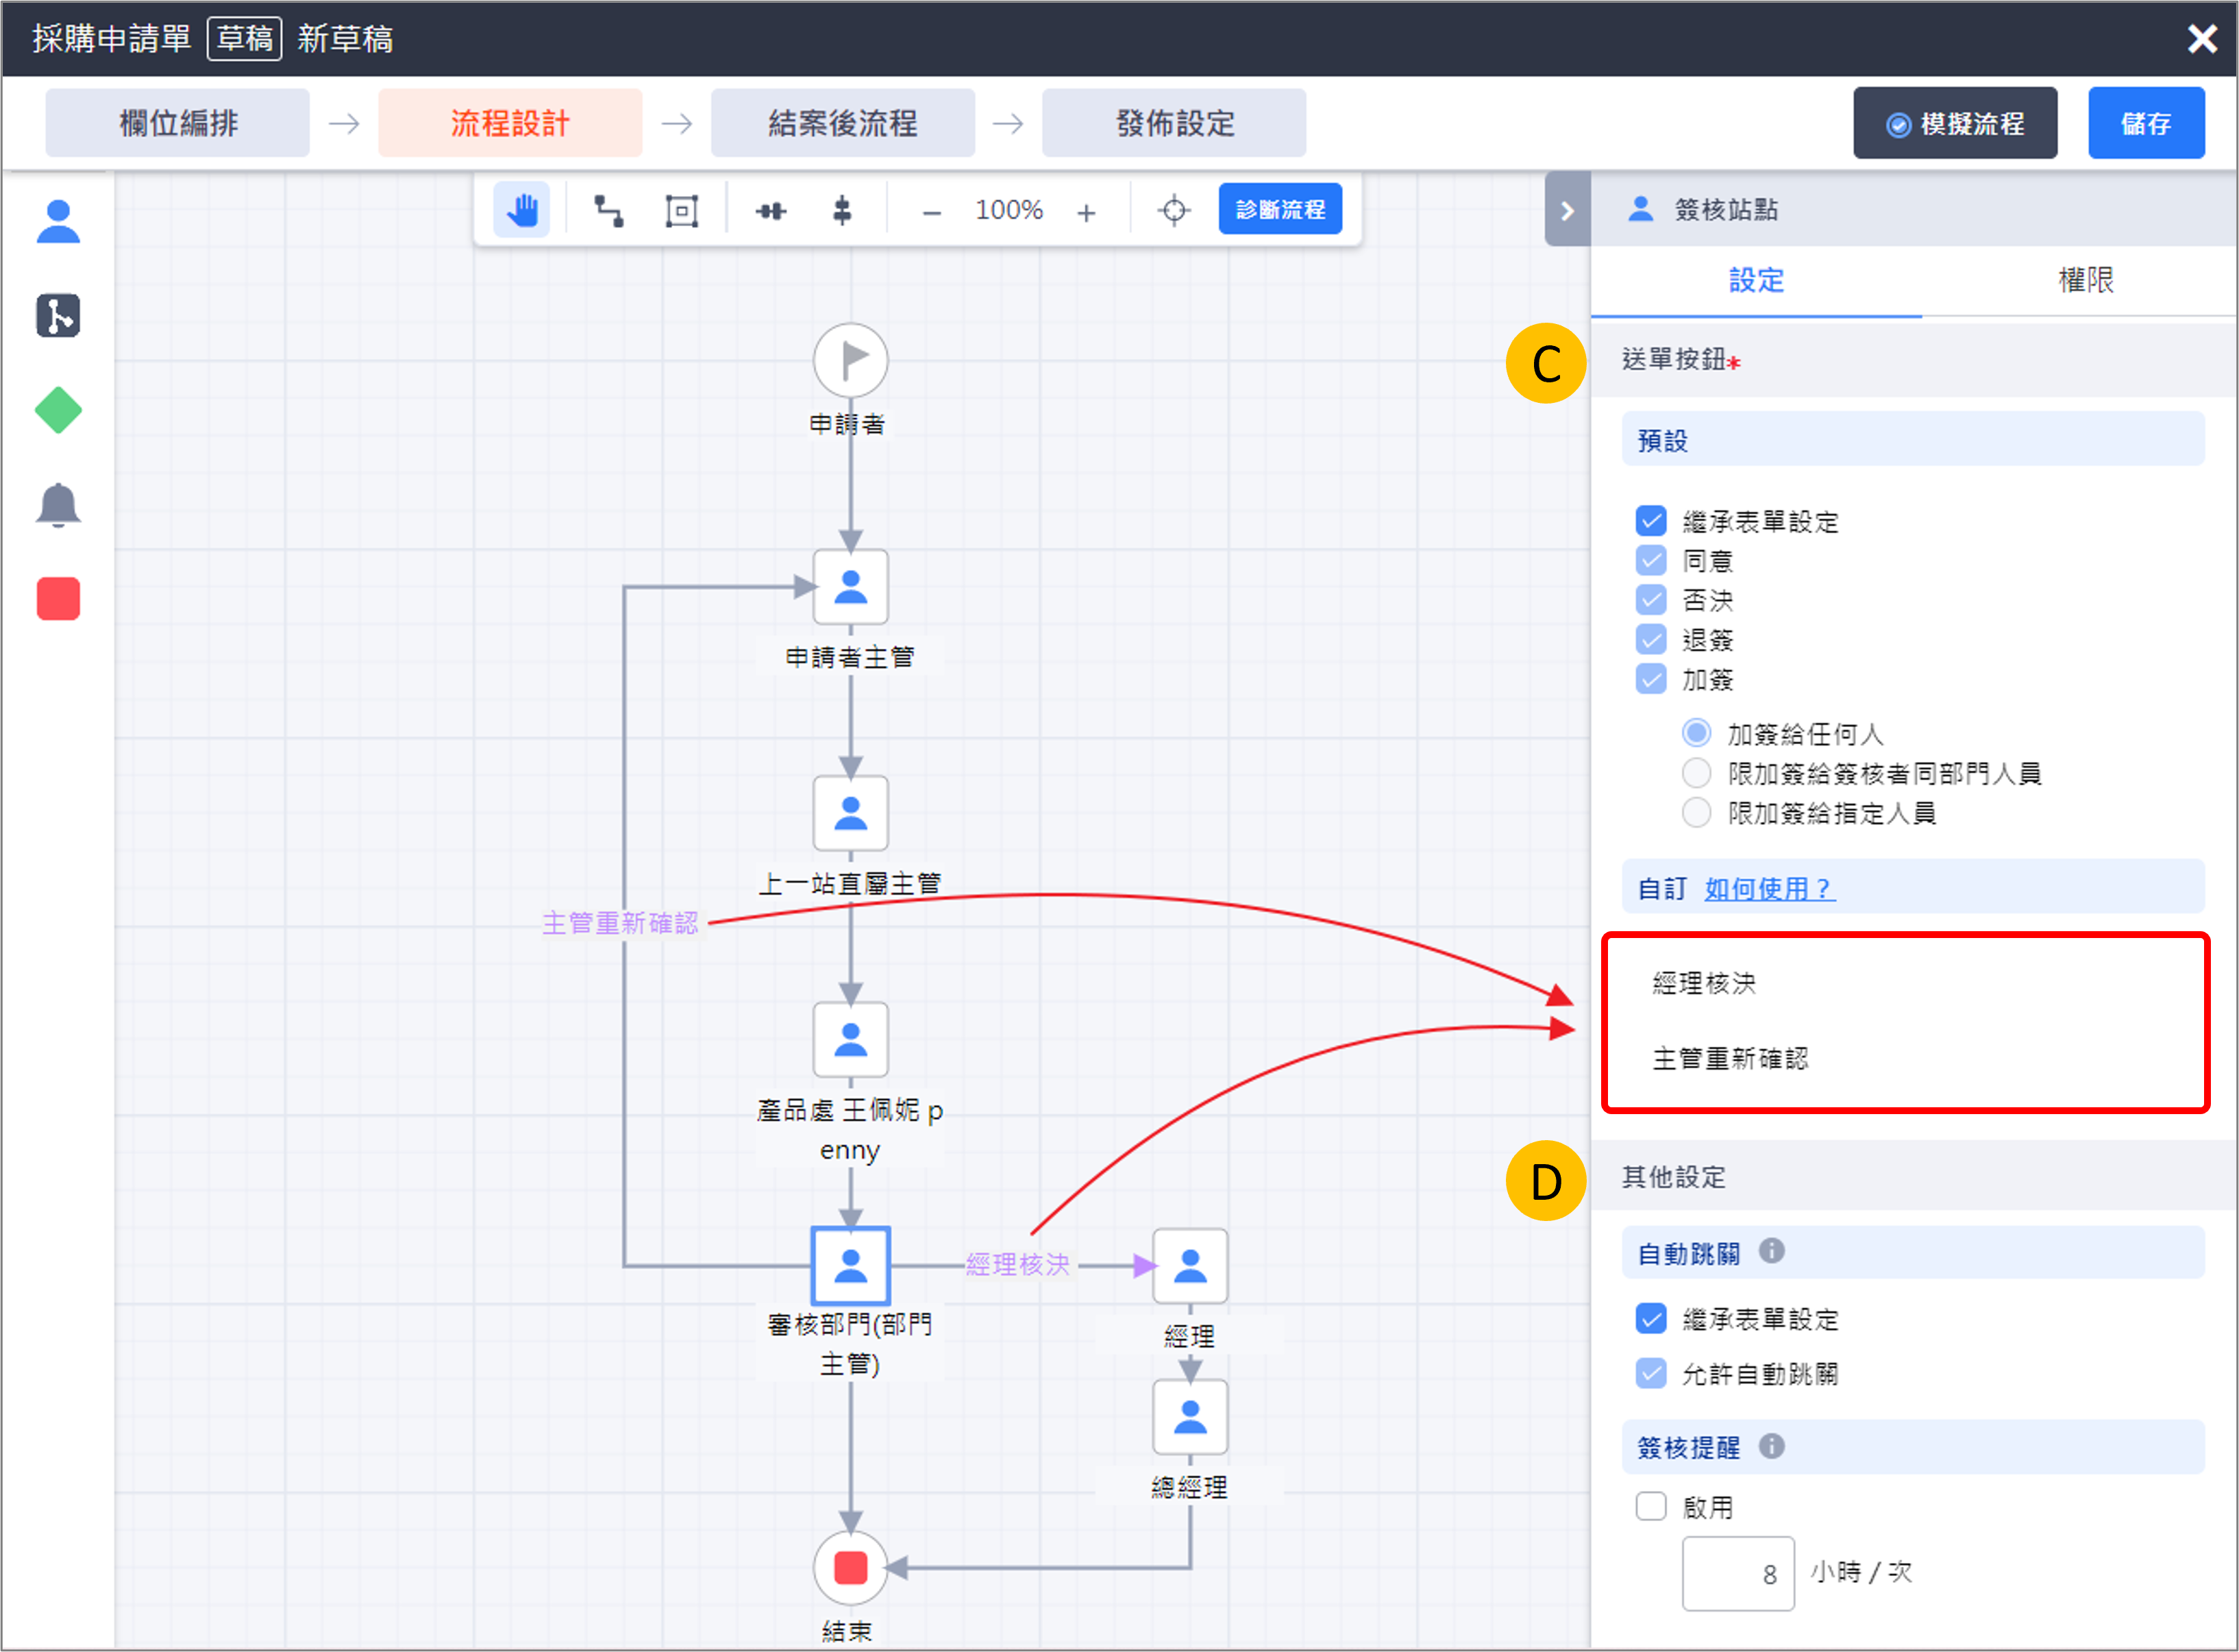 採購申請單 草稿 新草稿
欄位編排 流程設計 結案後流程 發佈設定 模擬流程 儲存
100% 診斷流程
申請者
申請者主管
上一站直屬主管
主管重新確認
產品處 王佩妮 p
enny
經理核決
審核部門(部門
主管)
經理
總經理
結束
簽核站點
設定 權限
C
送單按鈕*
預設
繼承表單設定
同意
否決
退簽
加簽
加簽給任何人
限加簽給簽核者同部門人員
限加簽給指定人員
自訂 如何使用？
經理核決
主管重新確認
D
其他設定
自動跳關
繼承表單設定
允許自動跳關
簽核提醒
啟用
8 小時 / 次